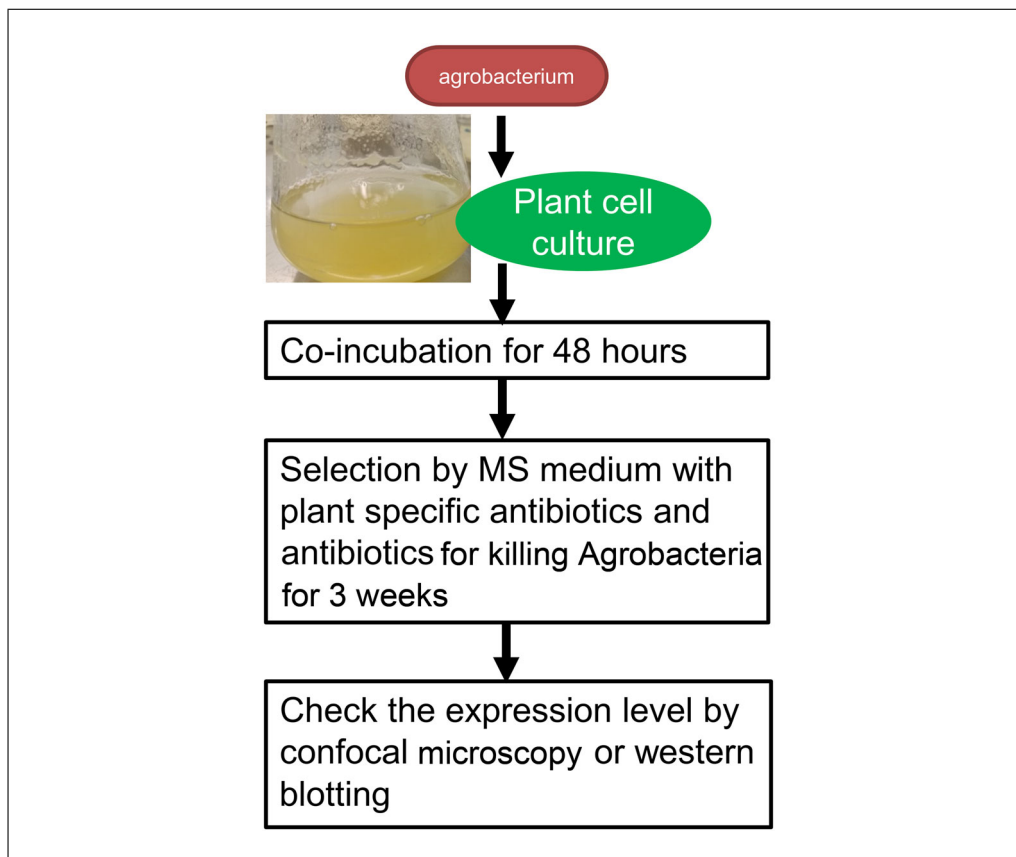 agrobacterium
Plant cell
culture
Co-incubation for 48 hours
Selection by MS medium with
plant specific antibiotics and
antibiotics for killing Agrobacteria
for 3 weeks
Check the expression level by
confocal microscopy or western
blotting